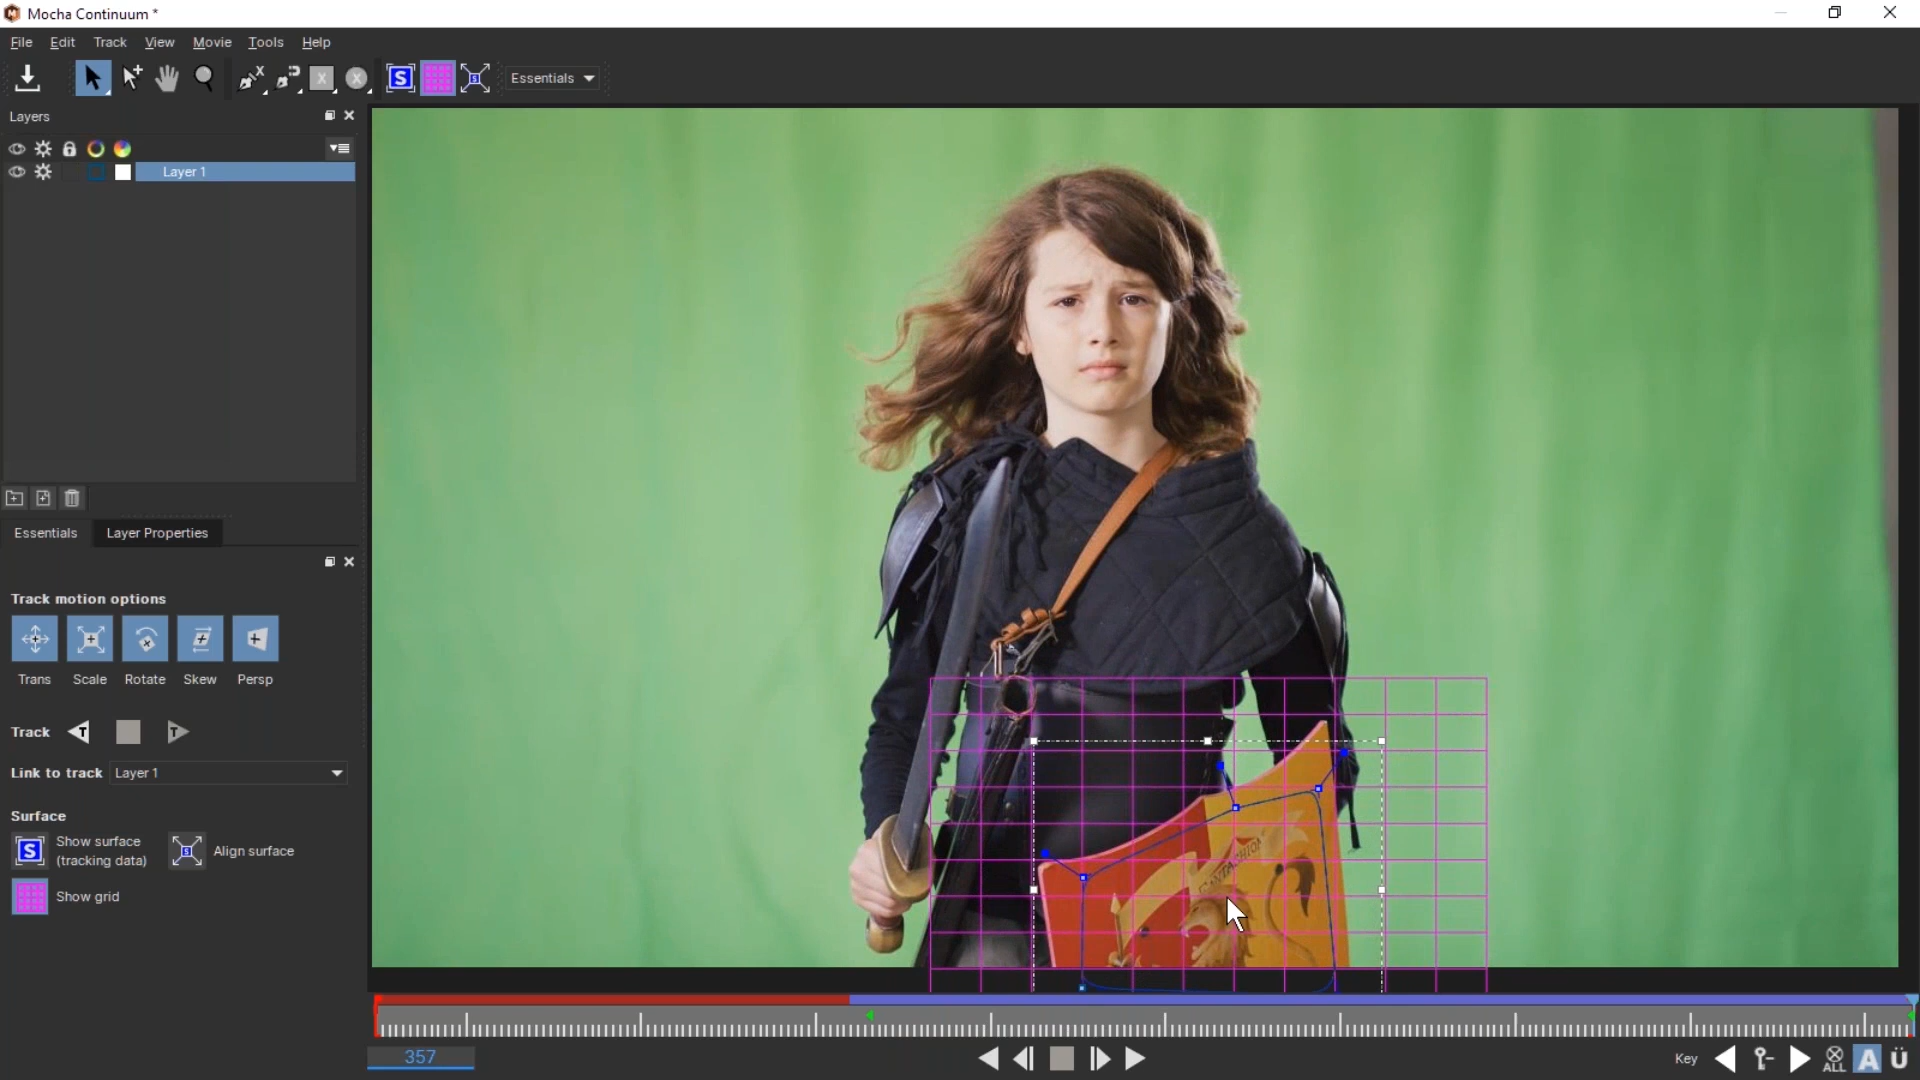 Mocha Continuum *
File Edit Track View Movie Tools Help
Essentials
Layers
Layer 1
Essentials Layer Properties
Track motion options
Trans Scale Rotate Skew Persp
Track
Link to track Layer 1
Surface
Show surface
(tracking data)
Align surface
Show grid
357
Key
ALL A Ü